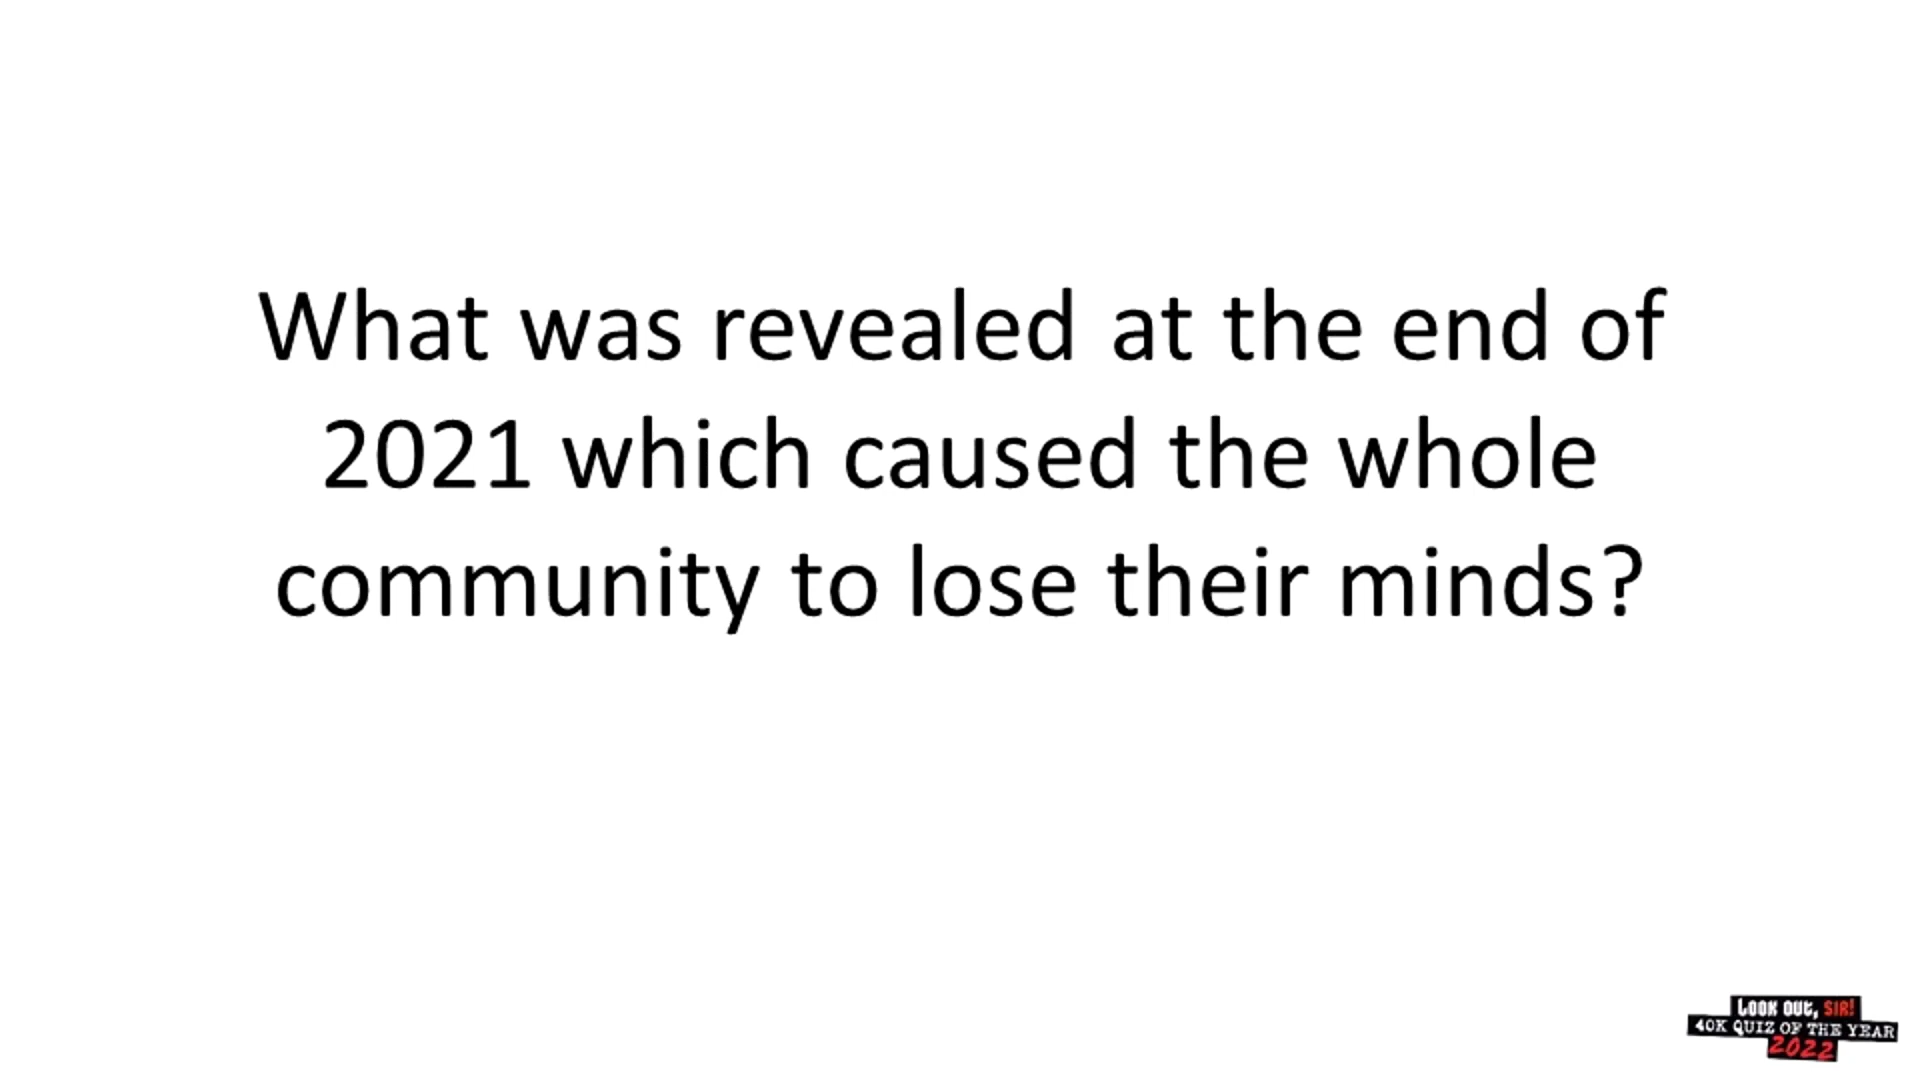 What was revealed at the end of
2021 which caused the whole
community to lose their minds?
LOOK OUT, SIR!
40K QUIZ OF THE YEAR
2022